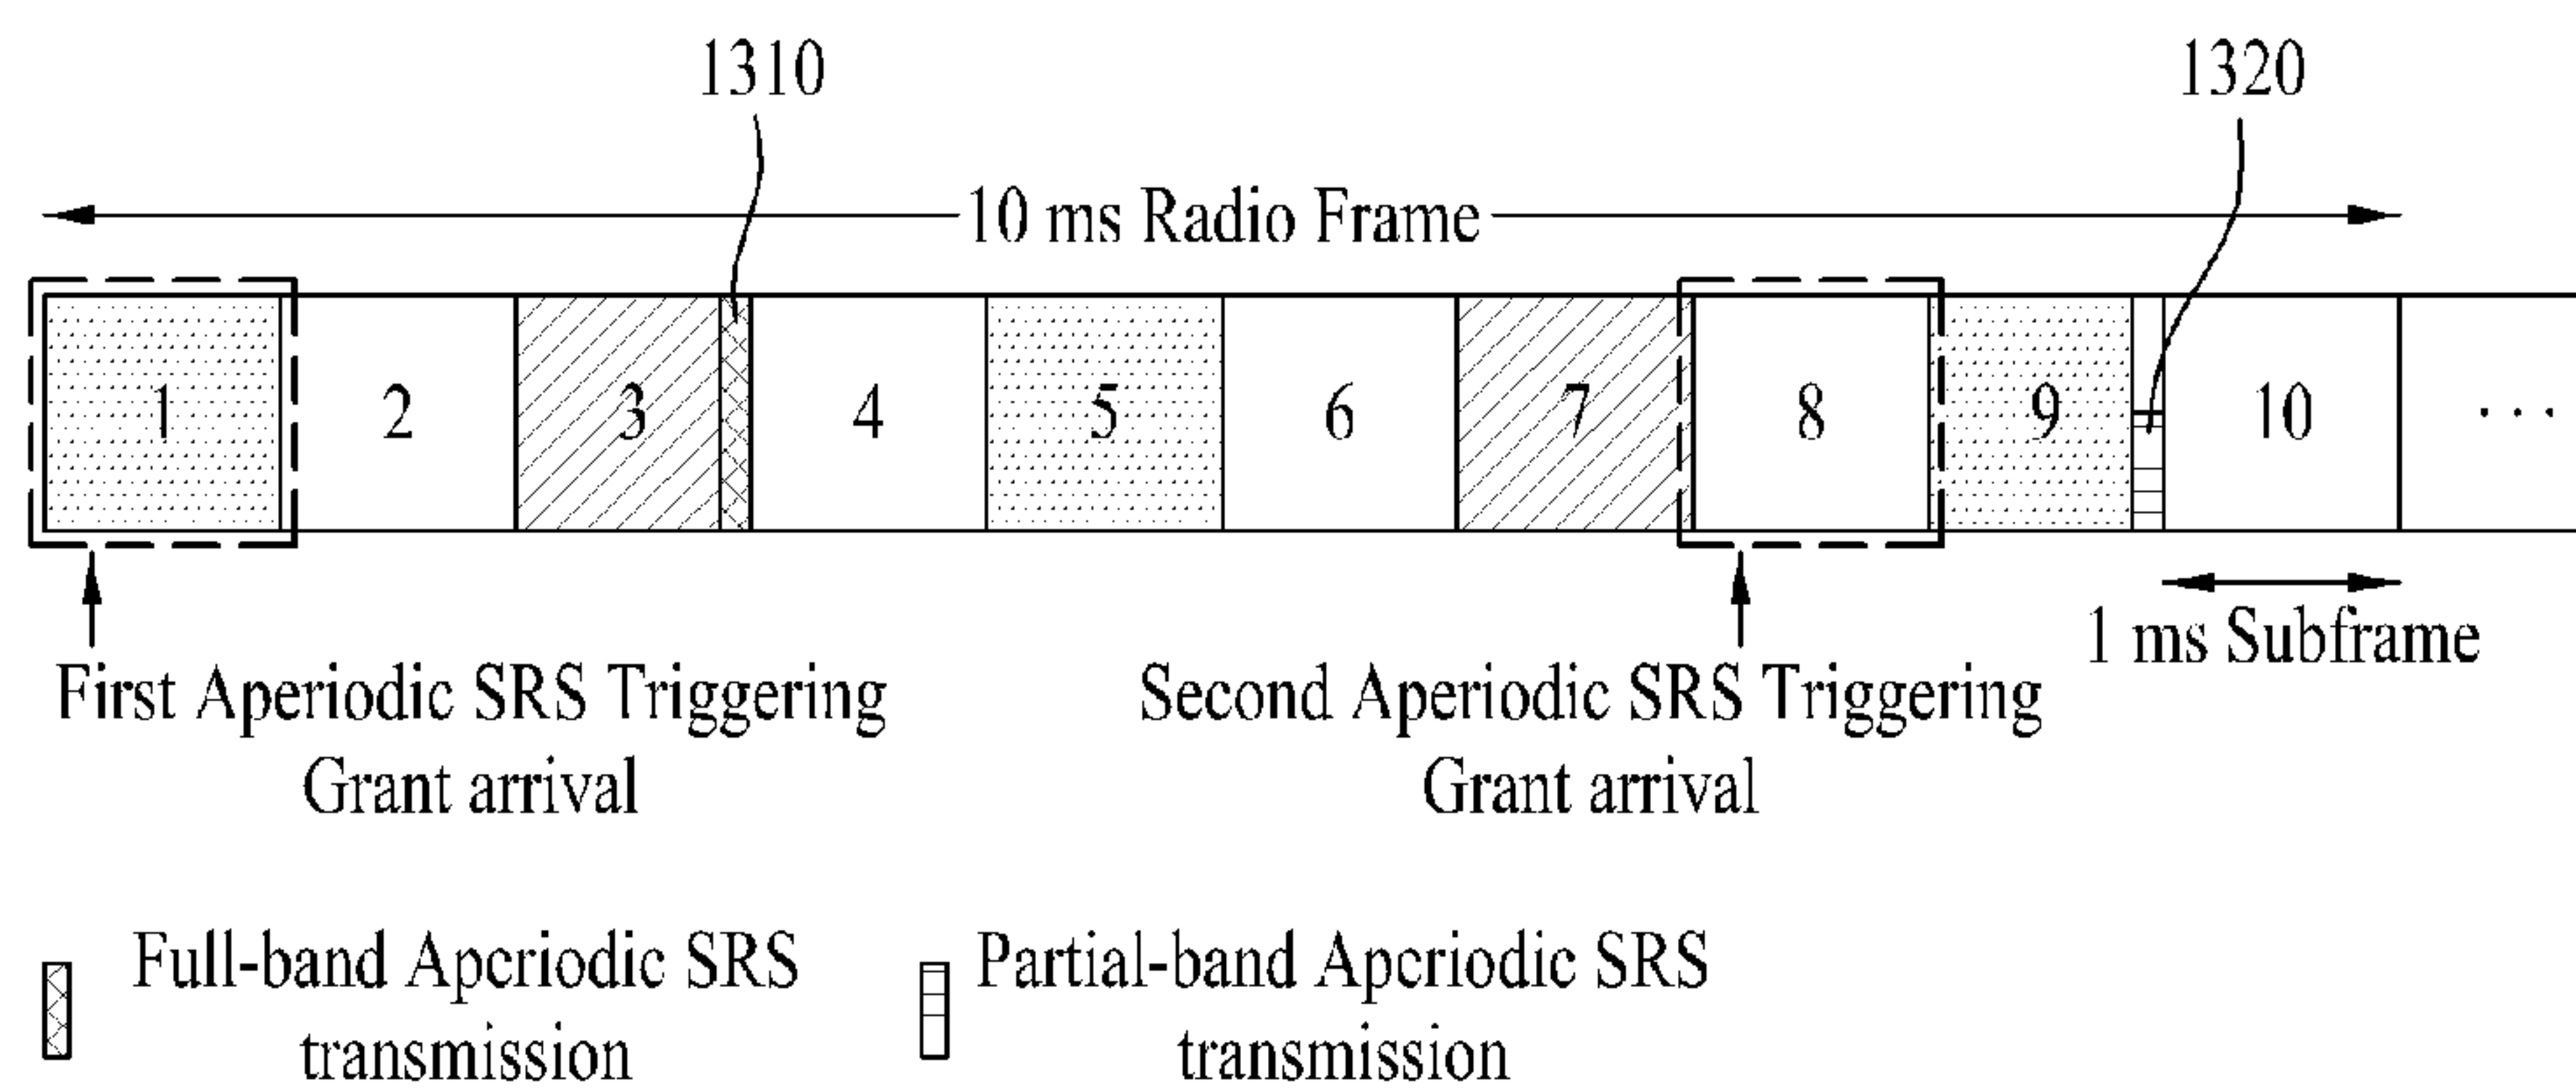 1310
1320
10 ms Radio Frame
1 2 3 4 5 6 7 8 9 10 ...
1 ms Subframe
First Aperiodic SRS Triggering
Grant arrival
Second Aperiodic SRS Triggering
Grant arrival
Full-band Aperiodic SRS
transmission
Partial-band Aperiodic SRS
transmission